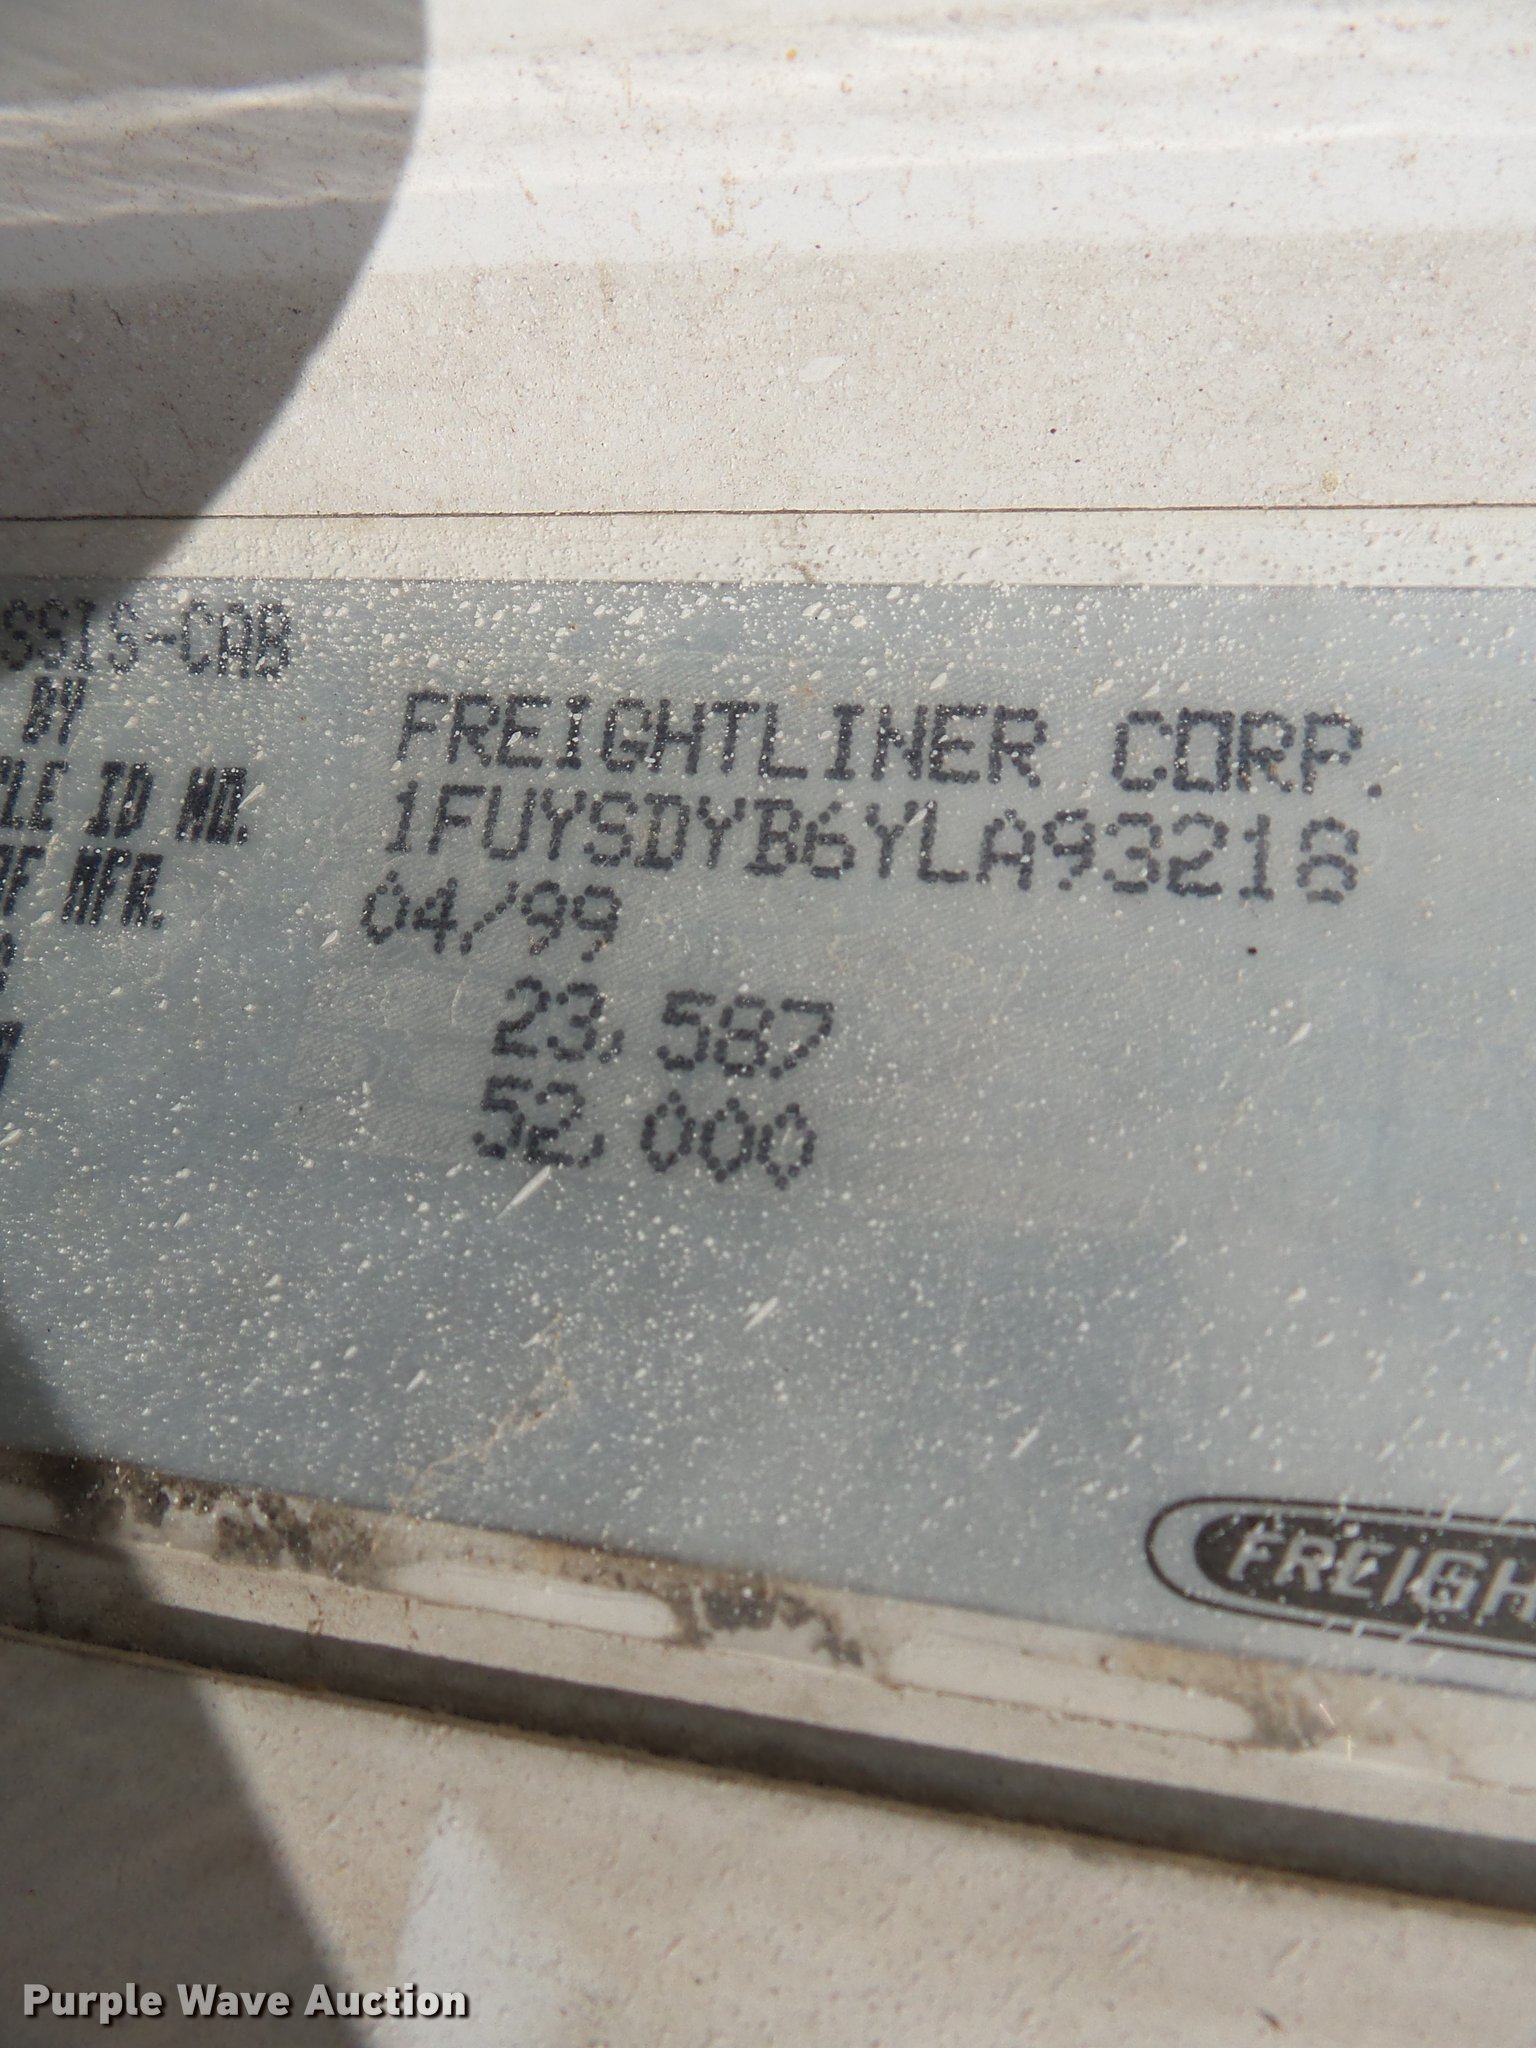 SSIS-CAB
BY FREIGHTLINER CORP.
LE ID NO. 1FUYSDYB6YLA93218
OF MFR. 04/99
23,587
52,000
FREIGH
Purple Wave Auction